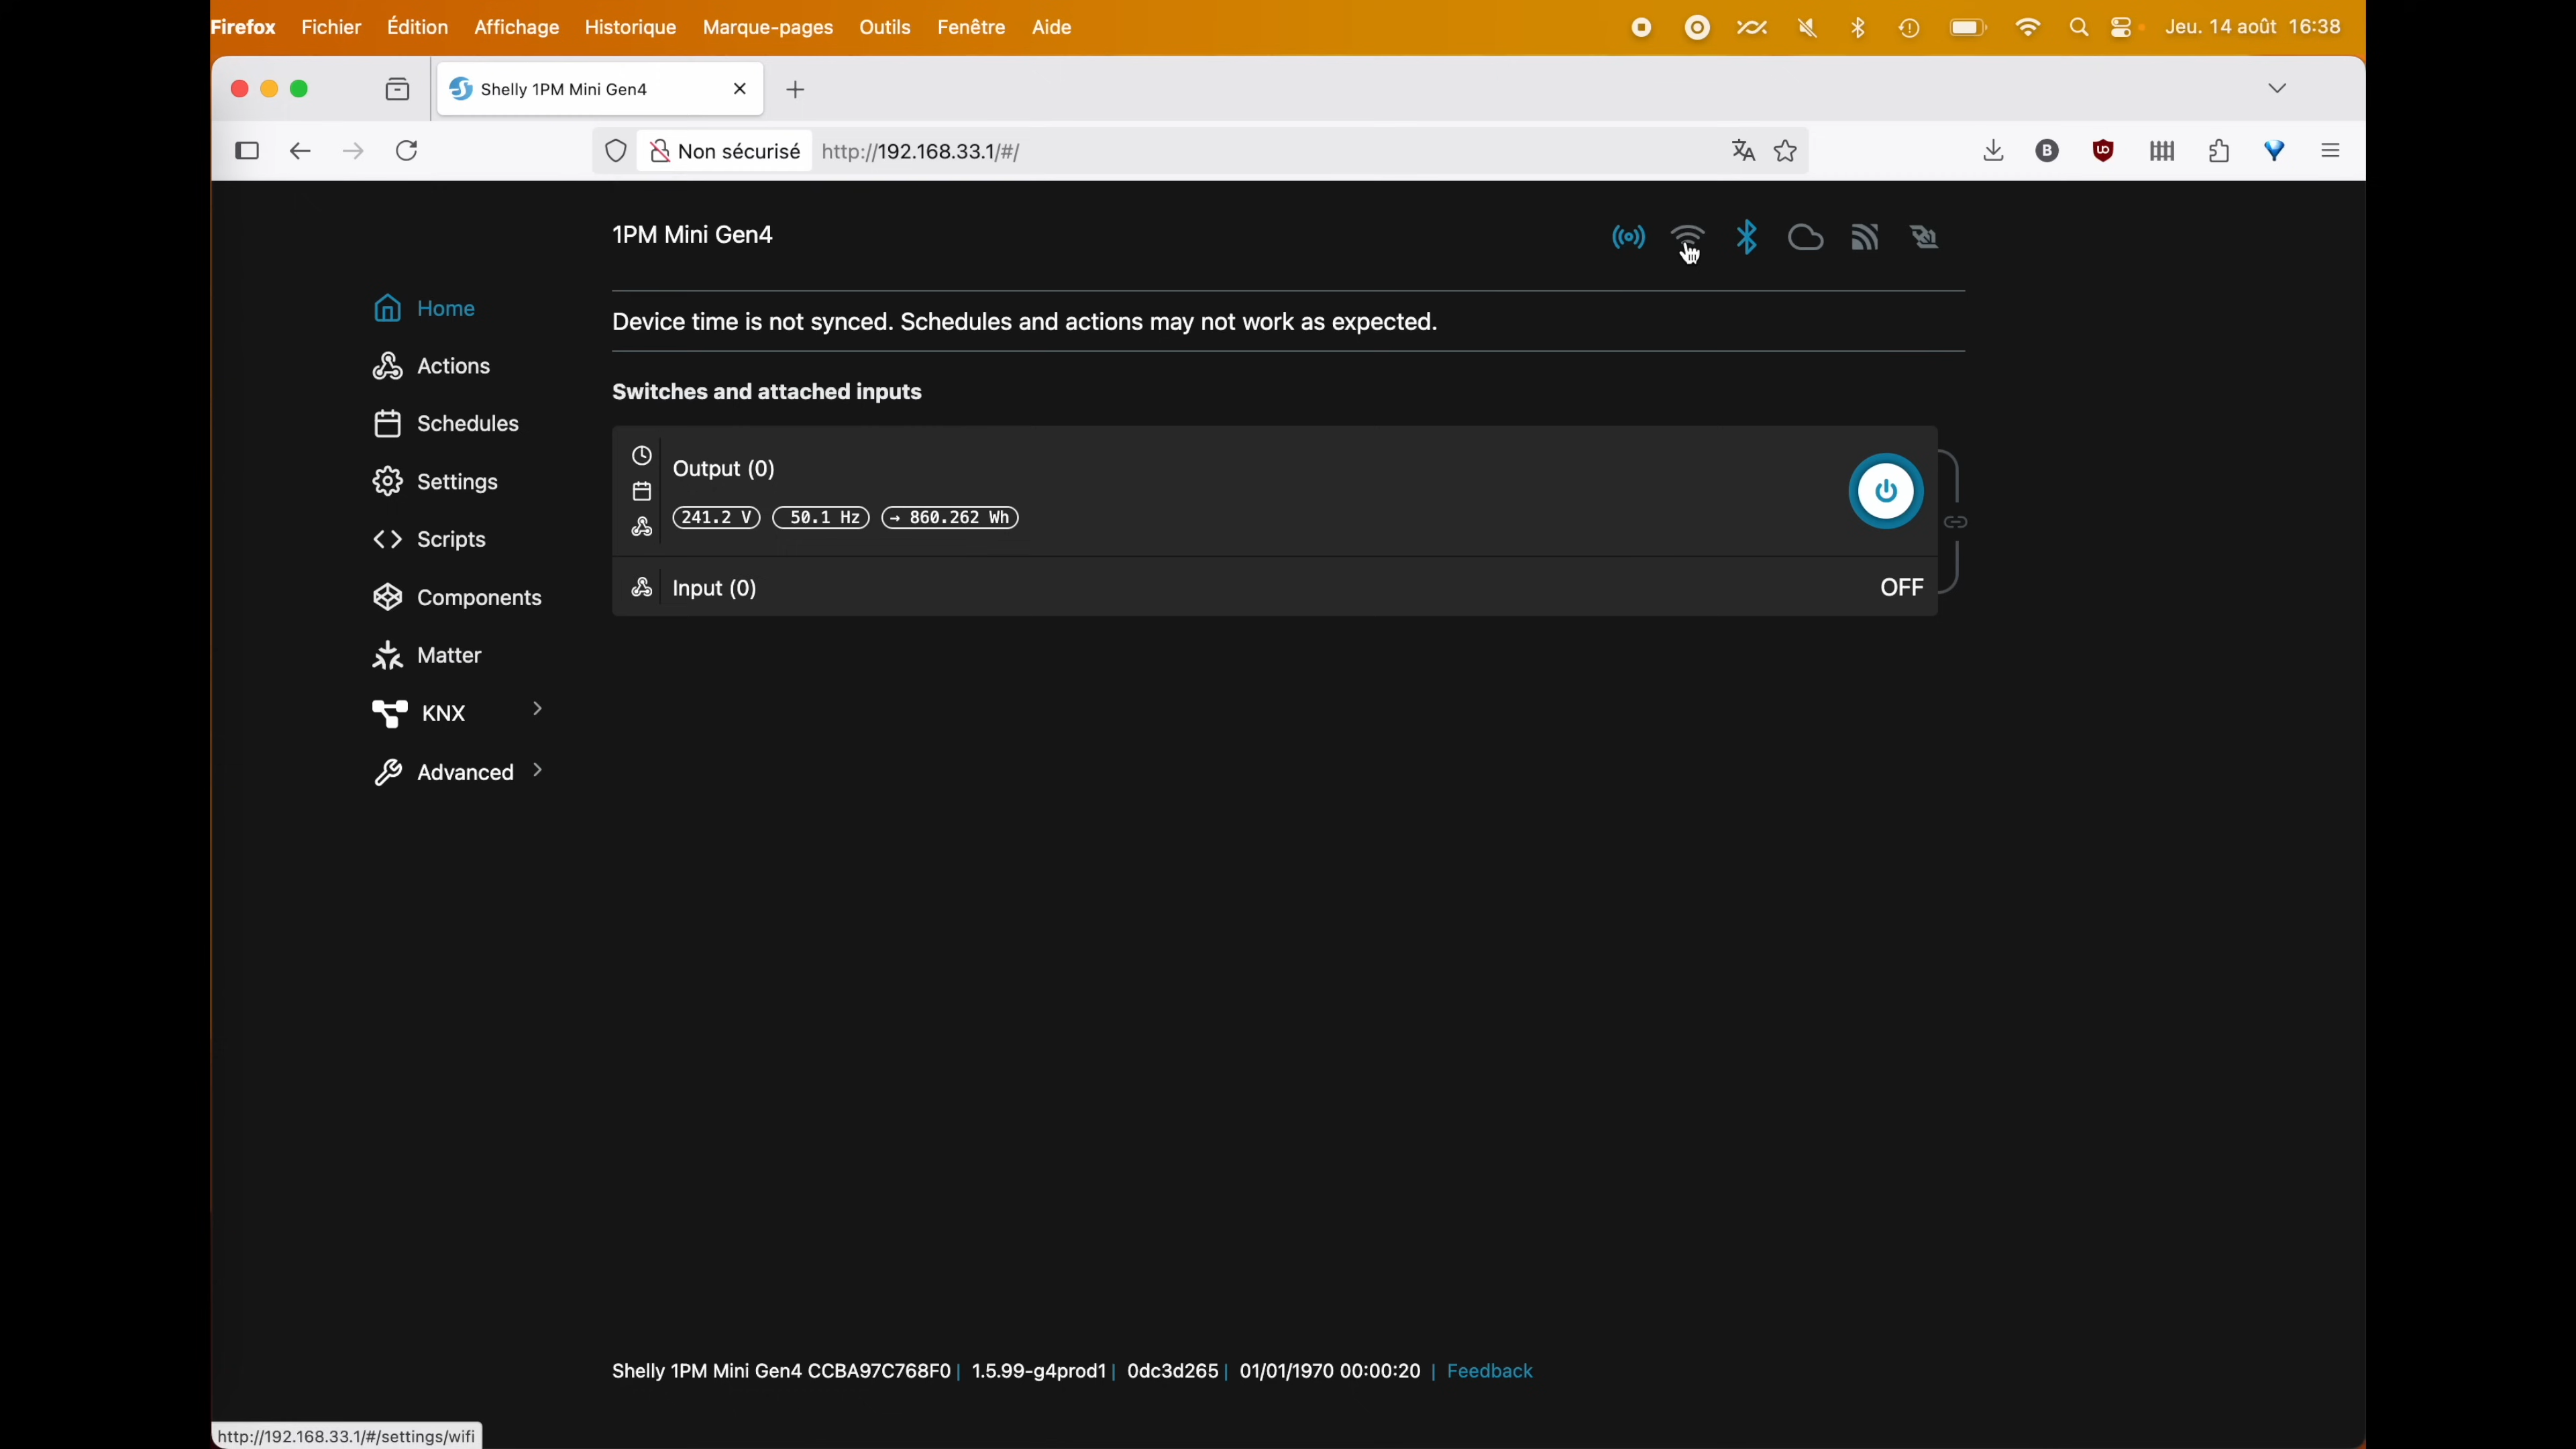 Firefox Fichier Édition Affichage Historique Marque-pages Outils Fenêtre Aide Jeu. 14 août 16:38
Shelly 1PM Mini Gen4
Non sécurisé http://192.168.33.1/#/
1PM Mini Gen4
Home
Device time is not synced. Schedules and actions may not work as expected.
Actions
Switches and attached inputs
Schedules
Output (0)
Settings
241.2 V 50.1 Hz → 860.262 Wh
Scripts
Input (0) OFF
Components
Matter
KNX
Advanced
Shelly 1PM Mini Gen4 CCBA97C768F0 | 1.5.99-g4prod1 | 0dc3d265 | 01/01/1970 00:00:20 | Feedback
http://192.168.33.1/#/settings/wifi